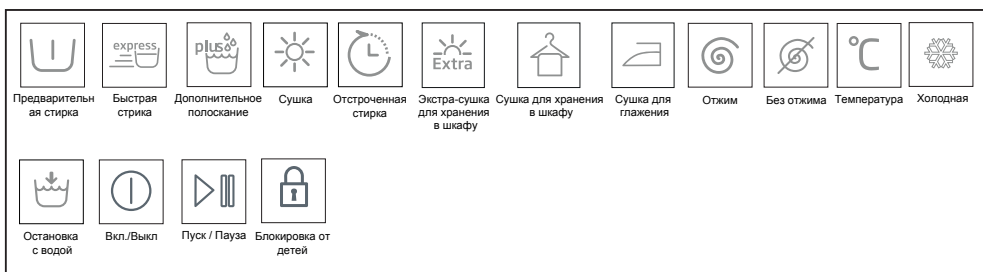 express
plus
Extra
°C
Предварительн
ая стирка
Быстрая
стрика
Дополнительное
полоскание
Сушка
Отстроченная
стирка
Экстра-сушка
для хранения
в шкафу
Сушка для хранения
в шкафу
Сушка для
глажения
Отжим
Без отжима
Температура
Холодная
Остановка
с водой
Вкл./Выкл
Пуск / Пауза
Блокировка от
детей